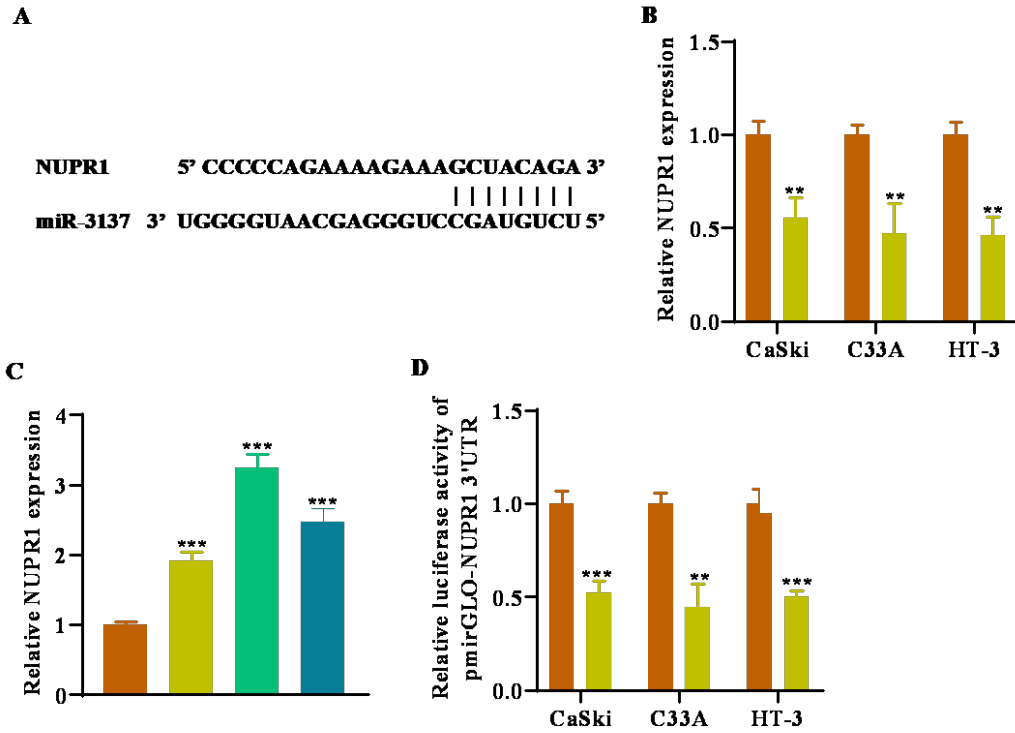 A
NUPR1 5' CCCCCAGAAAAGAAAGCUACAGA 3'
miR-3137 3' UGGGGUAACGAGGGUCCGAUGUCU 5'
B
Relative NUPR1 expression
1.5
1.0
0.5
0.0
** ** **
CaSki C33A HT-3
C
Relative NUPR1 expression
4
3
2
1
0
*** *** ***
D
Relative luciferase activity of
pmirGLO-NUPR1 3'UTR
1.5
1.0
0.5
0.0
*** ** ***
CaSki C33A HT-3